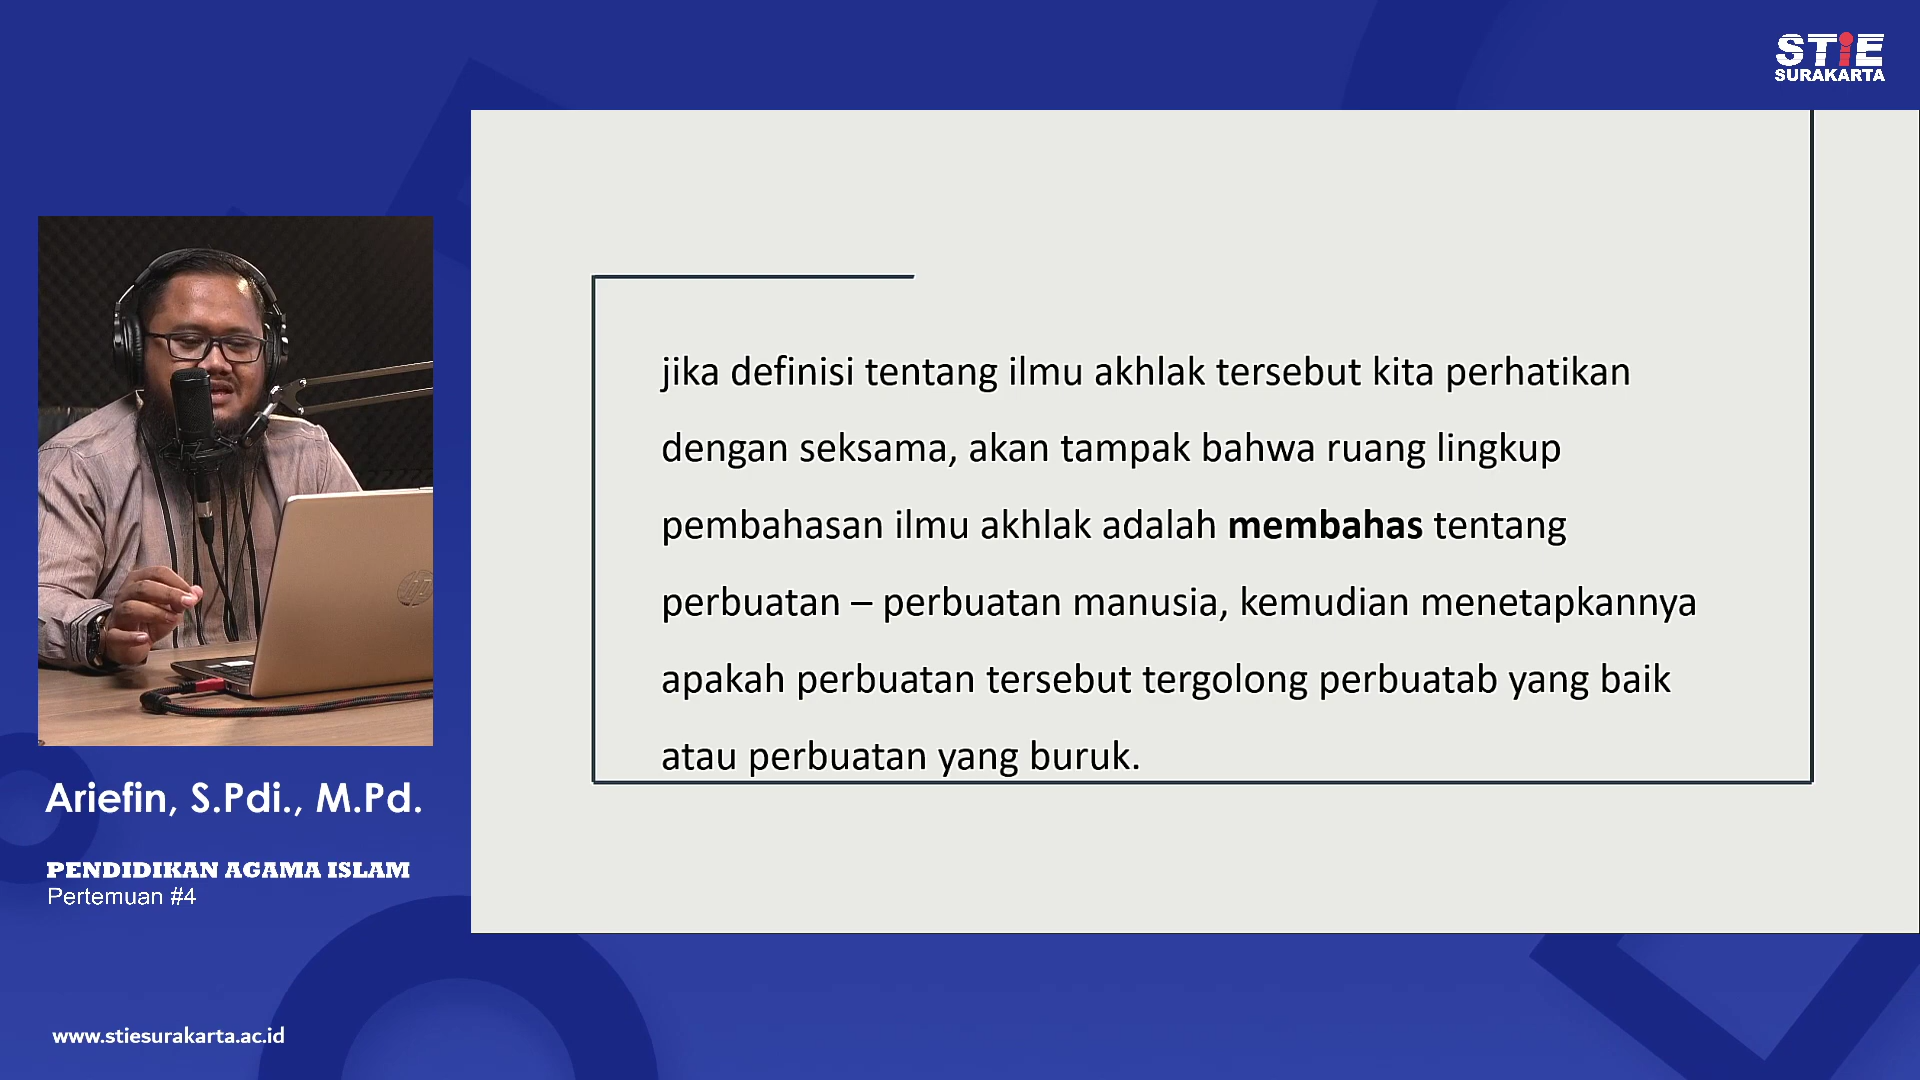 STiE
SURAKARTA
jika definisi tentang ilmu akhlak tersebut kita perhatikan
dengan seksama, akan tampak bahwa ruang lingkup
pembahasan ilmu akhlak adalah membahas tentang
perbuatan – perbuatan manusia, kemudian menetapkannya
apakah perbuatan tersebut tergolong perbuatab yang baik
atau perbuatan yang buruk.
hp
Ariefin, S.Pdi., M.Pd.
PENDIDIKAN AGAMA ISLAM
Pertemuan #4
www.stiesurakarta.ac.id